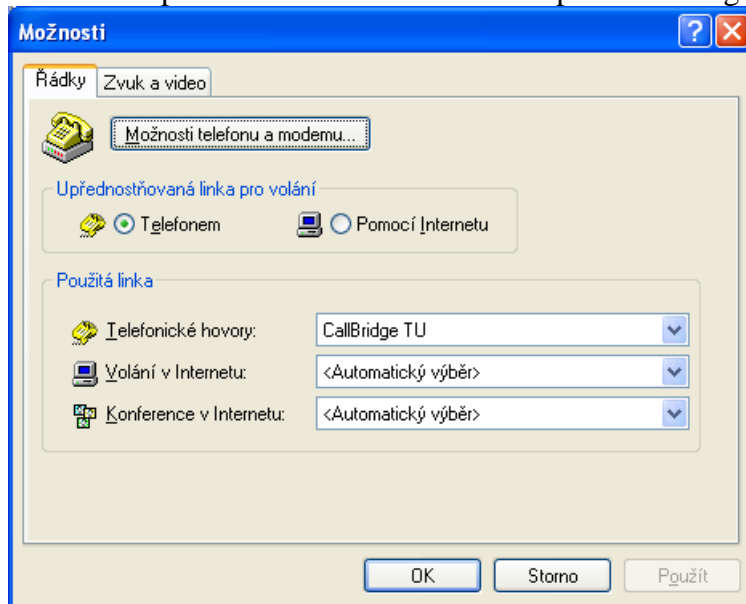 Možnosti
Řádky Zvuk a video
Možnosti telefonu a modemu...
Upřednostňovaná linka pro volání
Telefonem Pomocí Internetu
Použitá linka
Telefonické hovory: CallBridge TU
Volání v Internetu: <Automatický výběr>
Konference v Internetu: <Automatický výběr>
OK Storno Použít